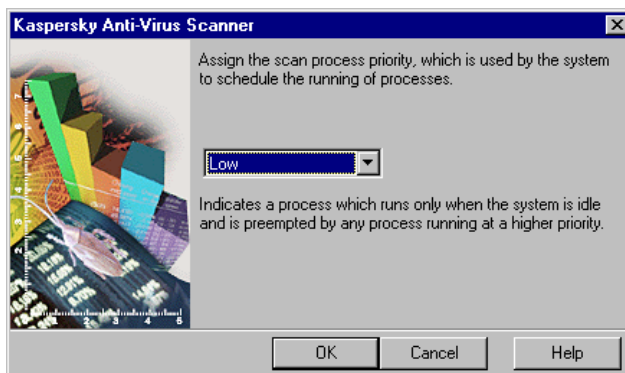 Kaspersky Anti-Virus Scanner
Assign the scan process priority, which is used by the system
to schedule the running of processes.
Low
Indicates a process which runs only when the system is idle
and is preempted by any process running at a higher priority.
OK
Cancel
Help